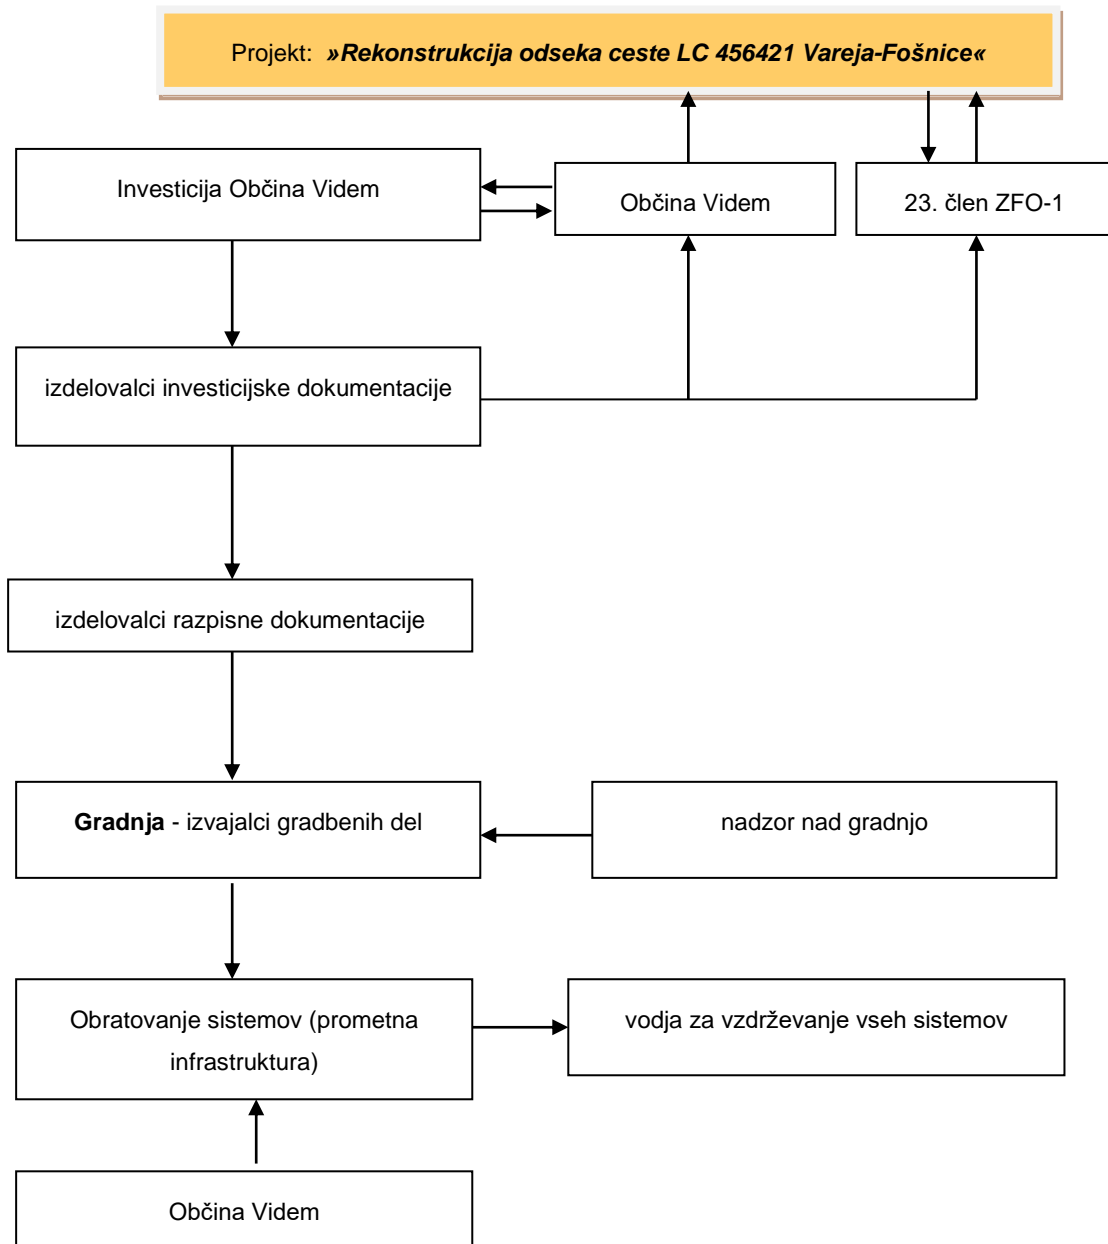 Projekt: »Rekonstrukcija odseka ceste LC 456421 Vareja-Fošnice«
Investicija Občina Videm
Občina Videm
23. člen ZFO-1
izdelovalci investicijske dokumentacije
izdelovalci razpisne dokumentacije
Gradnja - izvajalci gradbenih del
nadzor nad gradnjo
Obratovanje sistemov (prometna
infrastruktura)
vodja za vzdrževanje vseh sistemov
Občina Videm